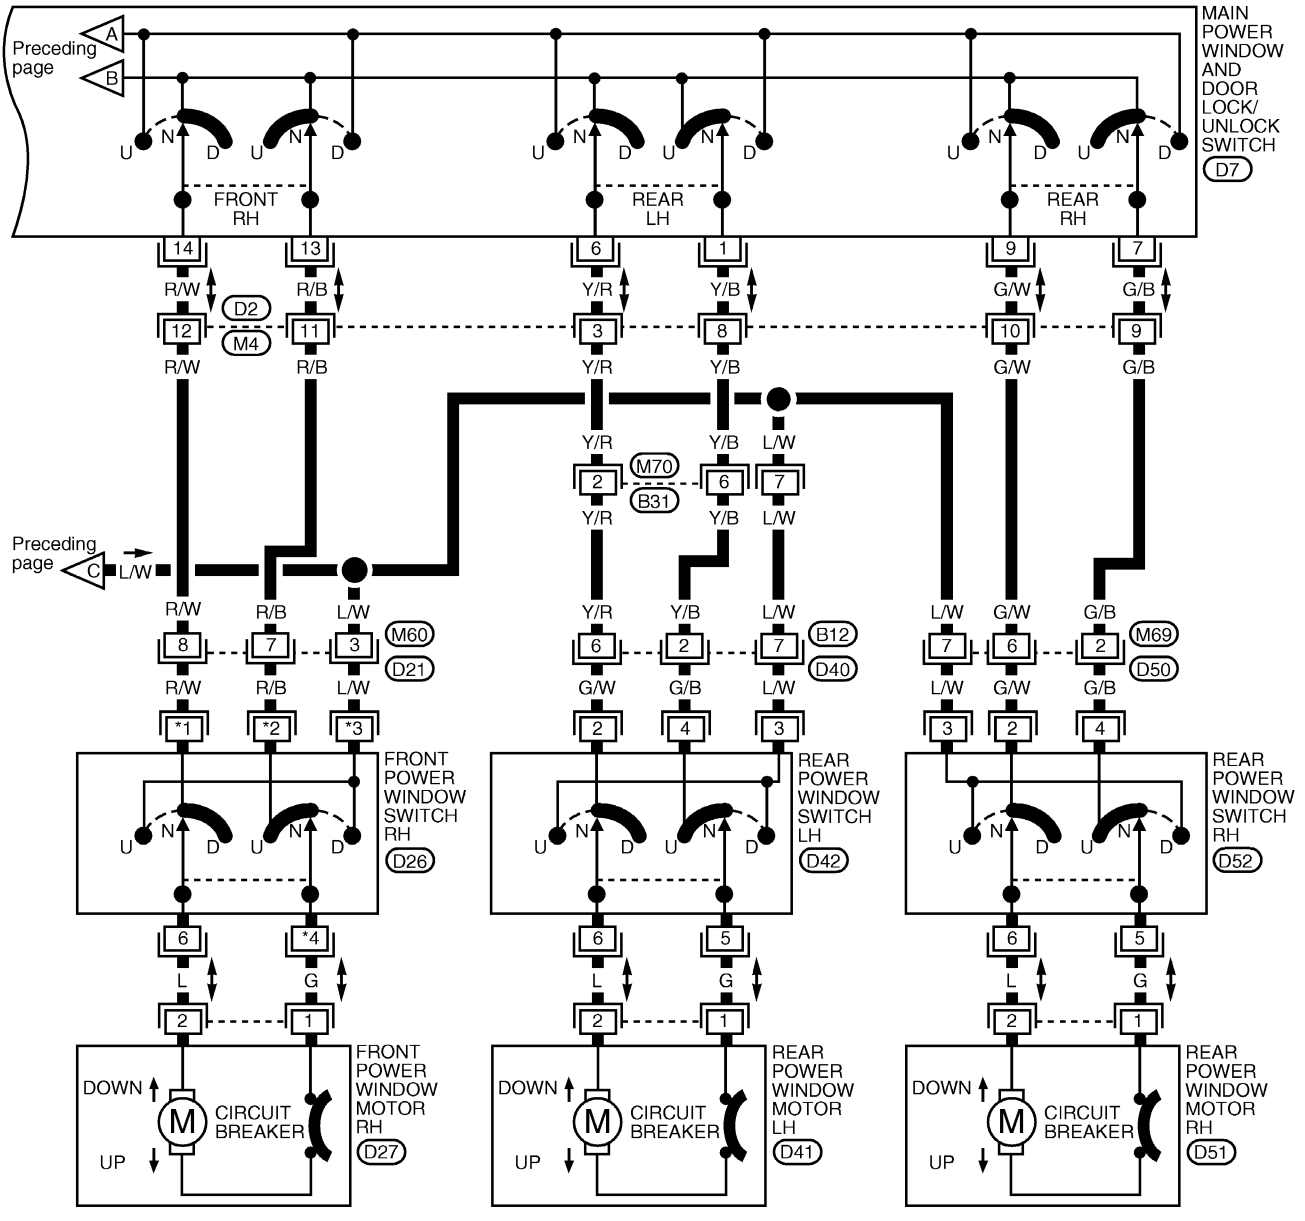 MAIN
POWER
WINDOW
AND
DOOR
LOCK/
UNLOCK
SWITCH
D7
Preceding
page
A
B
U N D U N D U N D U N D U N D U N D
FRONT
RH
REAR
LH
REAR
RH
14 13 6 1 9 7
R/W R/B Y/R Y/B G/W G/B
D2
12 11 3 8 10 9
M4
R/W R/B Y/R Y/B G/W G/B
Y/R Y/B L/W
M70
2 6 7
B31
Y/R Y/B L/W
Preceding
page
C
L/W
R/W R/B L/W Y/R Y/B L/W L/W G/W G/B
M60 B12 M69
8 7 3 6 2 7 7 6 2
D21 D40 D50
R/W R/B L/W G/W G/B L/W L/W G/W G/B
*1 *2 *3 2 4 3 3 2 4
FRONT
POWER
WINDOW
SWITCH
RH
D26
REAR
POWER
WINDOW
SWITCH
LH
D42
REAR
POWER
WINDOW
SWITCH
RH
D52
U N D U N D U N D U N D U N D U N D
6 *4 6 5 6 5
L G L G L G
2 1 2 1 2 1
FRONT
POWER
WINDOW
MOTOR
RH
D27
REAR
POWER
WINDOW
MOTOR
LH
D41
REAR
POWER
WINDOW
MOTOR
RH
D51
DOWN
M
CIRCUIT
BREAKER
UP
DOWN
M
CIRCUIT
BREAKER
UP
DOWN
M
CIRCUIT
BREAKER
UP